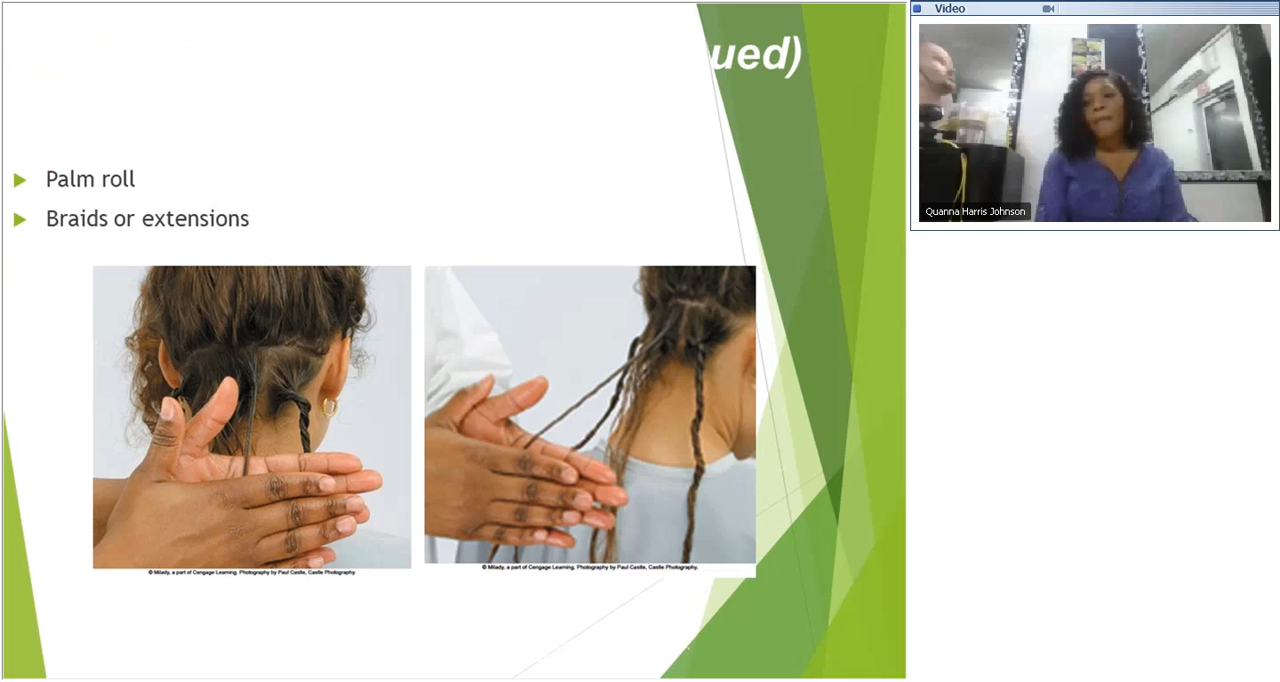 ued)
Palm roll
Braids or extensions
© Milady, a part of Cengage Learning. Photography by Paul Castle, Castle Photography.
© Milady, a part of Cengage Learning. Photography by Paul Castle, Castle Photography.
Video
Quanna Harris Johnson